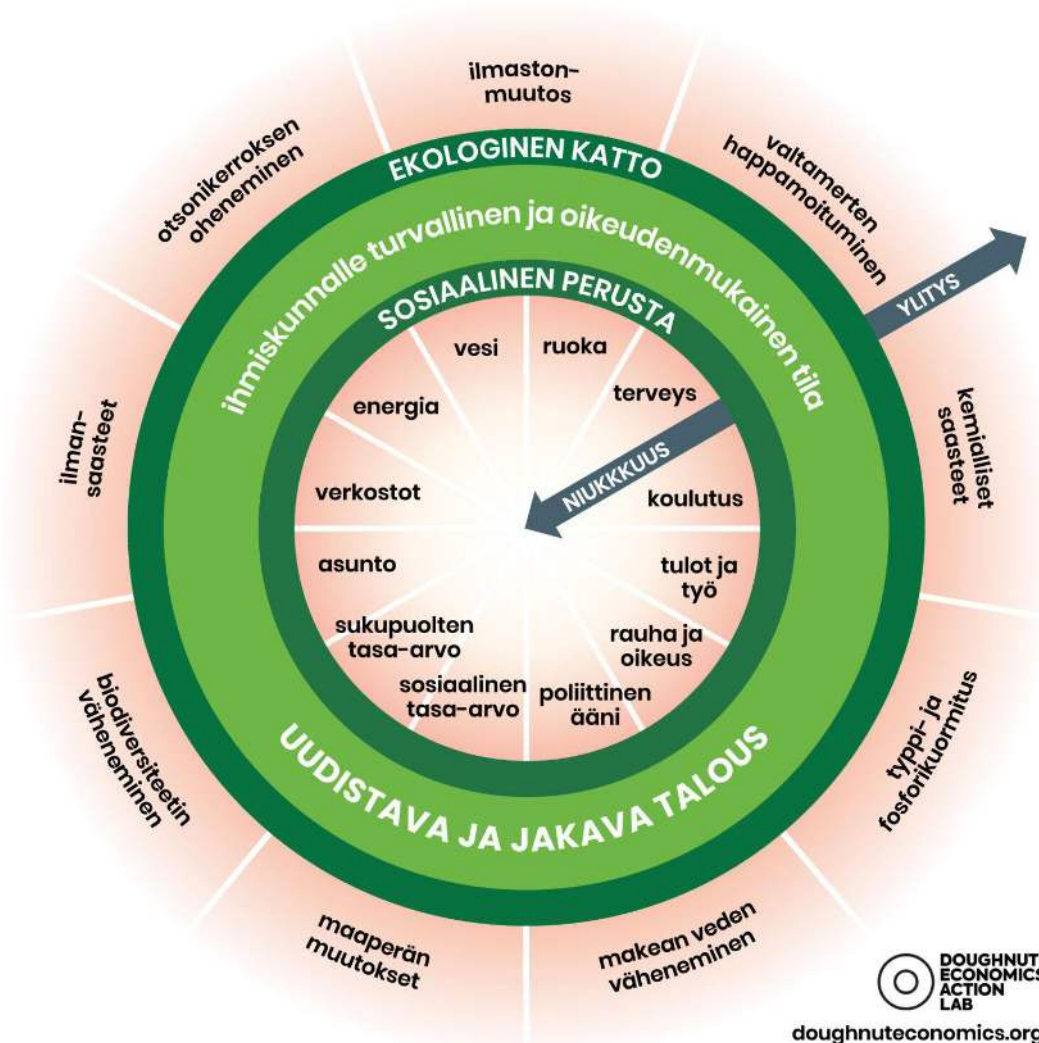 ilmaston-
muutos
valtamerten
happamoituminen
kemialliset
saasteet
typpi- ja
fosforikuormitus
makean veden
väheneminen
maaperän
muutokset
biodiversiteetin
väheneminen
ilman-
saasteet
otsonikerroksen
oheneminen
EKOLOGINEN KATTO
ihmiskunnalle turvallinen ja oikeudenmukainen tila
SOSIAALINEN PERUSTA
YLITYS
NIUKKKUUS
vesi
ruoka
energia
terveys
verkostot
koulutus
asunto
tulot ja
työ
sukupuolten
tasa-arvo
rauha ja
oikeus
sosiaalinen
tasa-arvo
poliittinen
ääni
UUDISTAVA JA JAKAVA TALOUS
DOUGHNUT
ECONOMICS
ACTION
LAB
doughnuteconomics.org